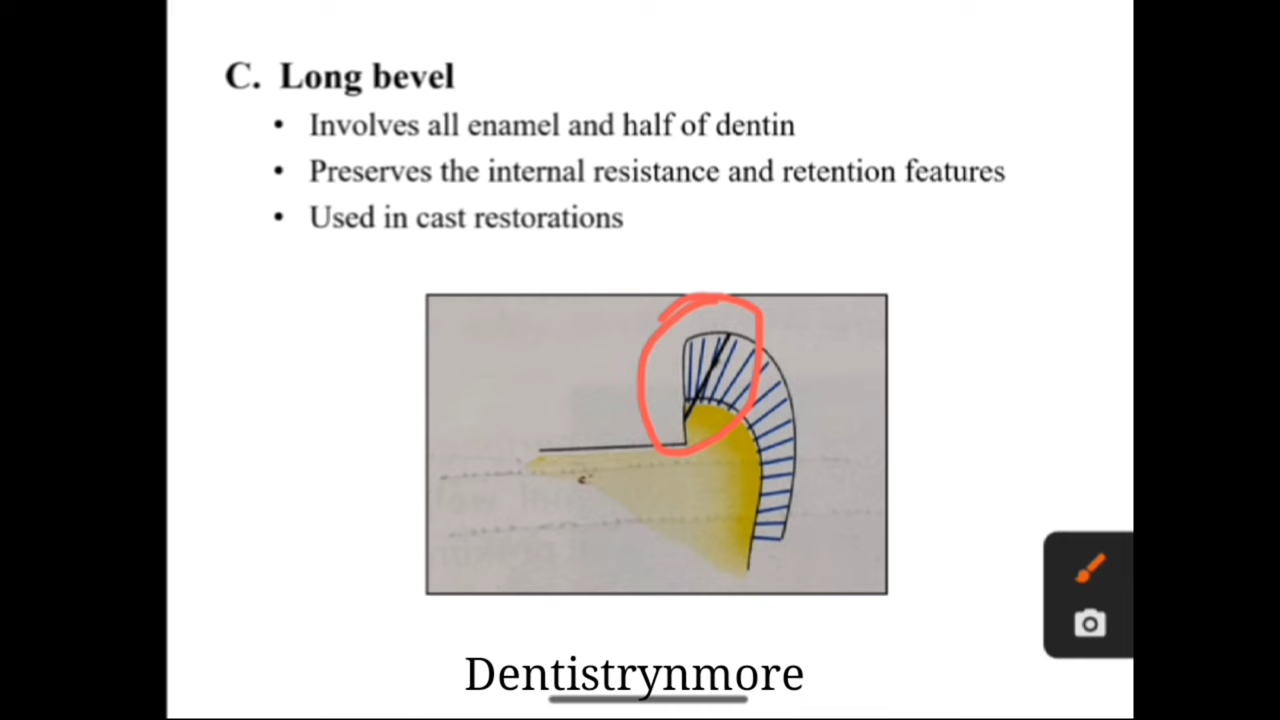 C. Long bevel
• Involves all enamel and half of dentin
• Preserves the internal resistance and retention features
• Used in cast restorations
Dentistrynmore